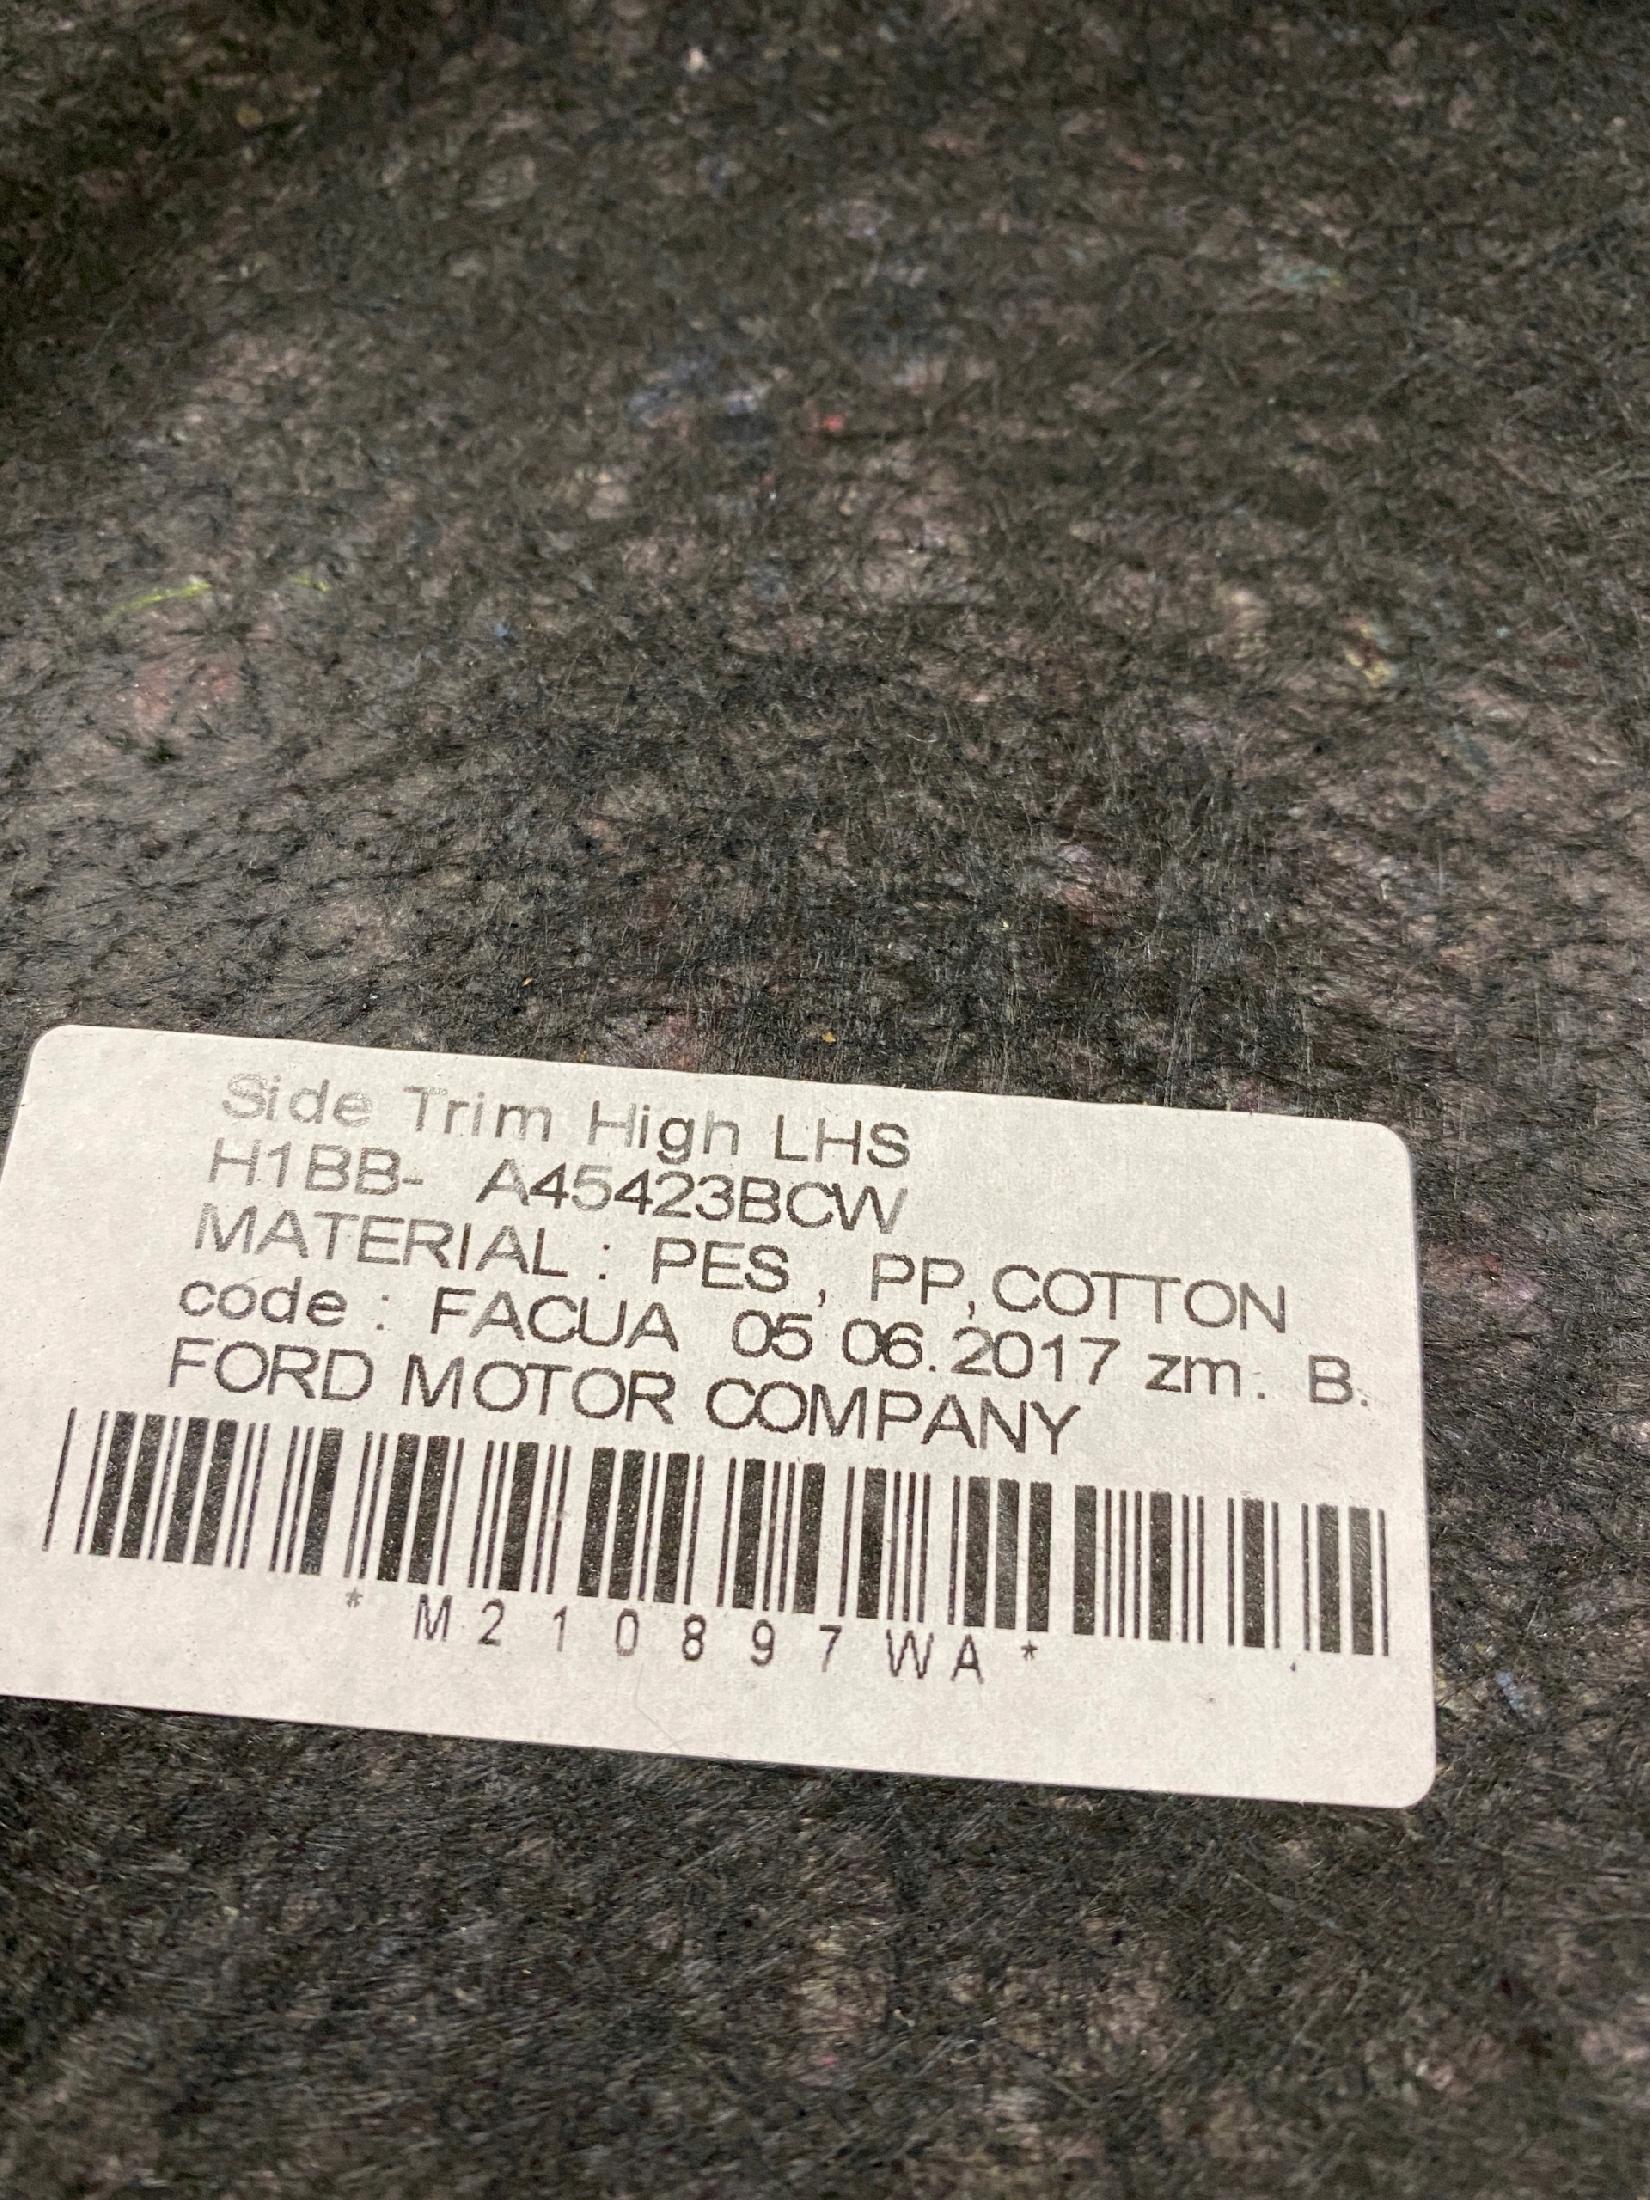 Side Trim High LHS
H1BB- A45423BCW
MATERIAL : PES , PP,COTTON
code : FACUA 05 06.2017 zm. B.
FORD MOTOR COMPANY
* M 2 1 0 8 9 7 W A *